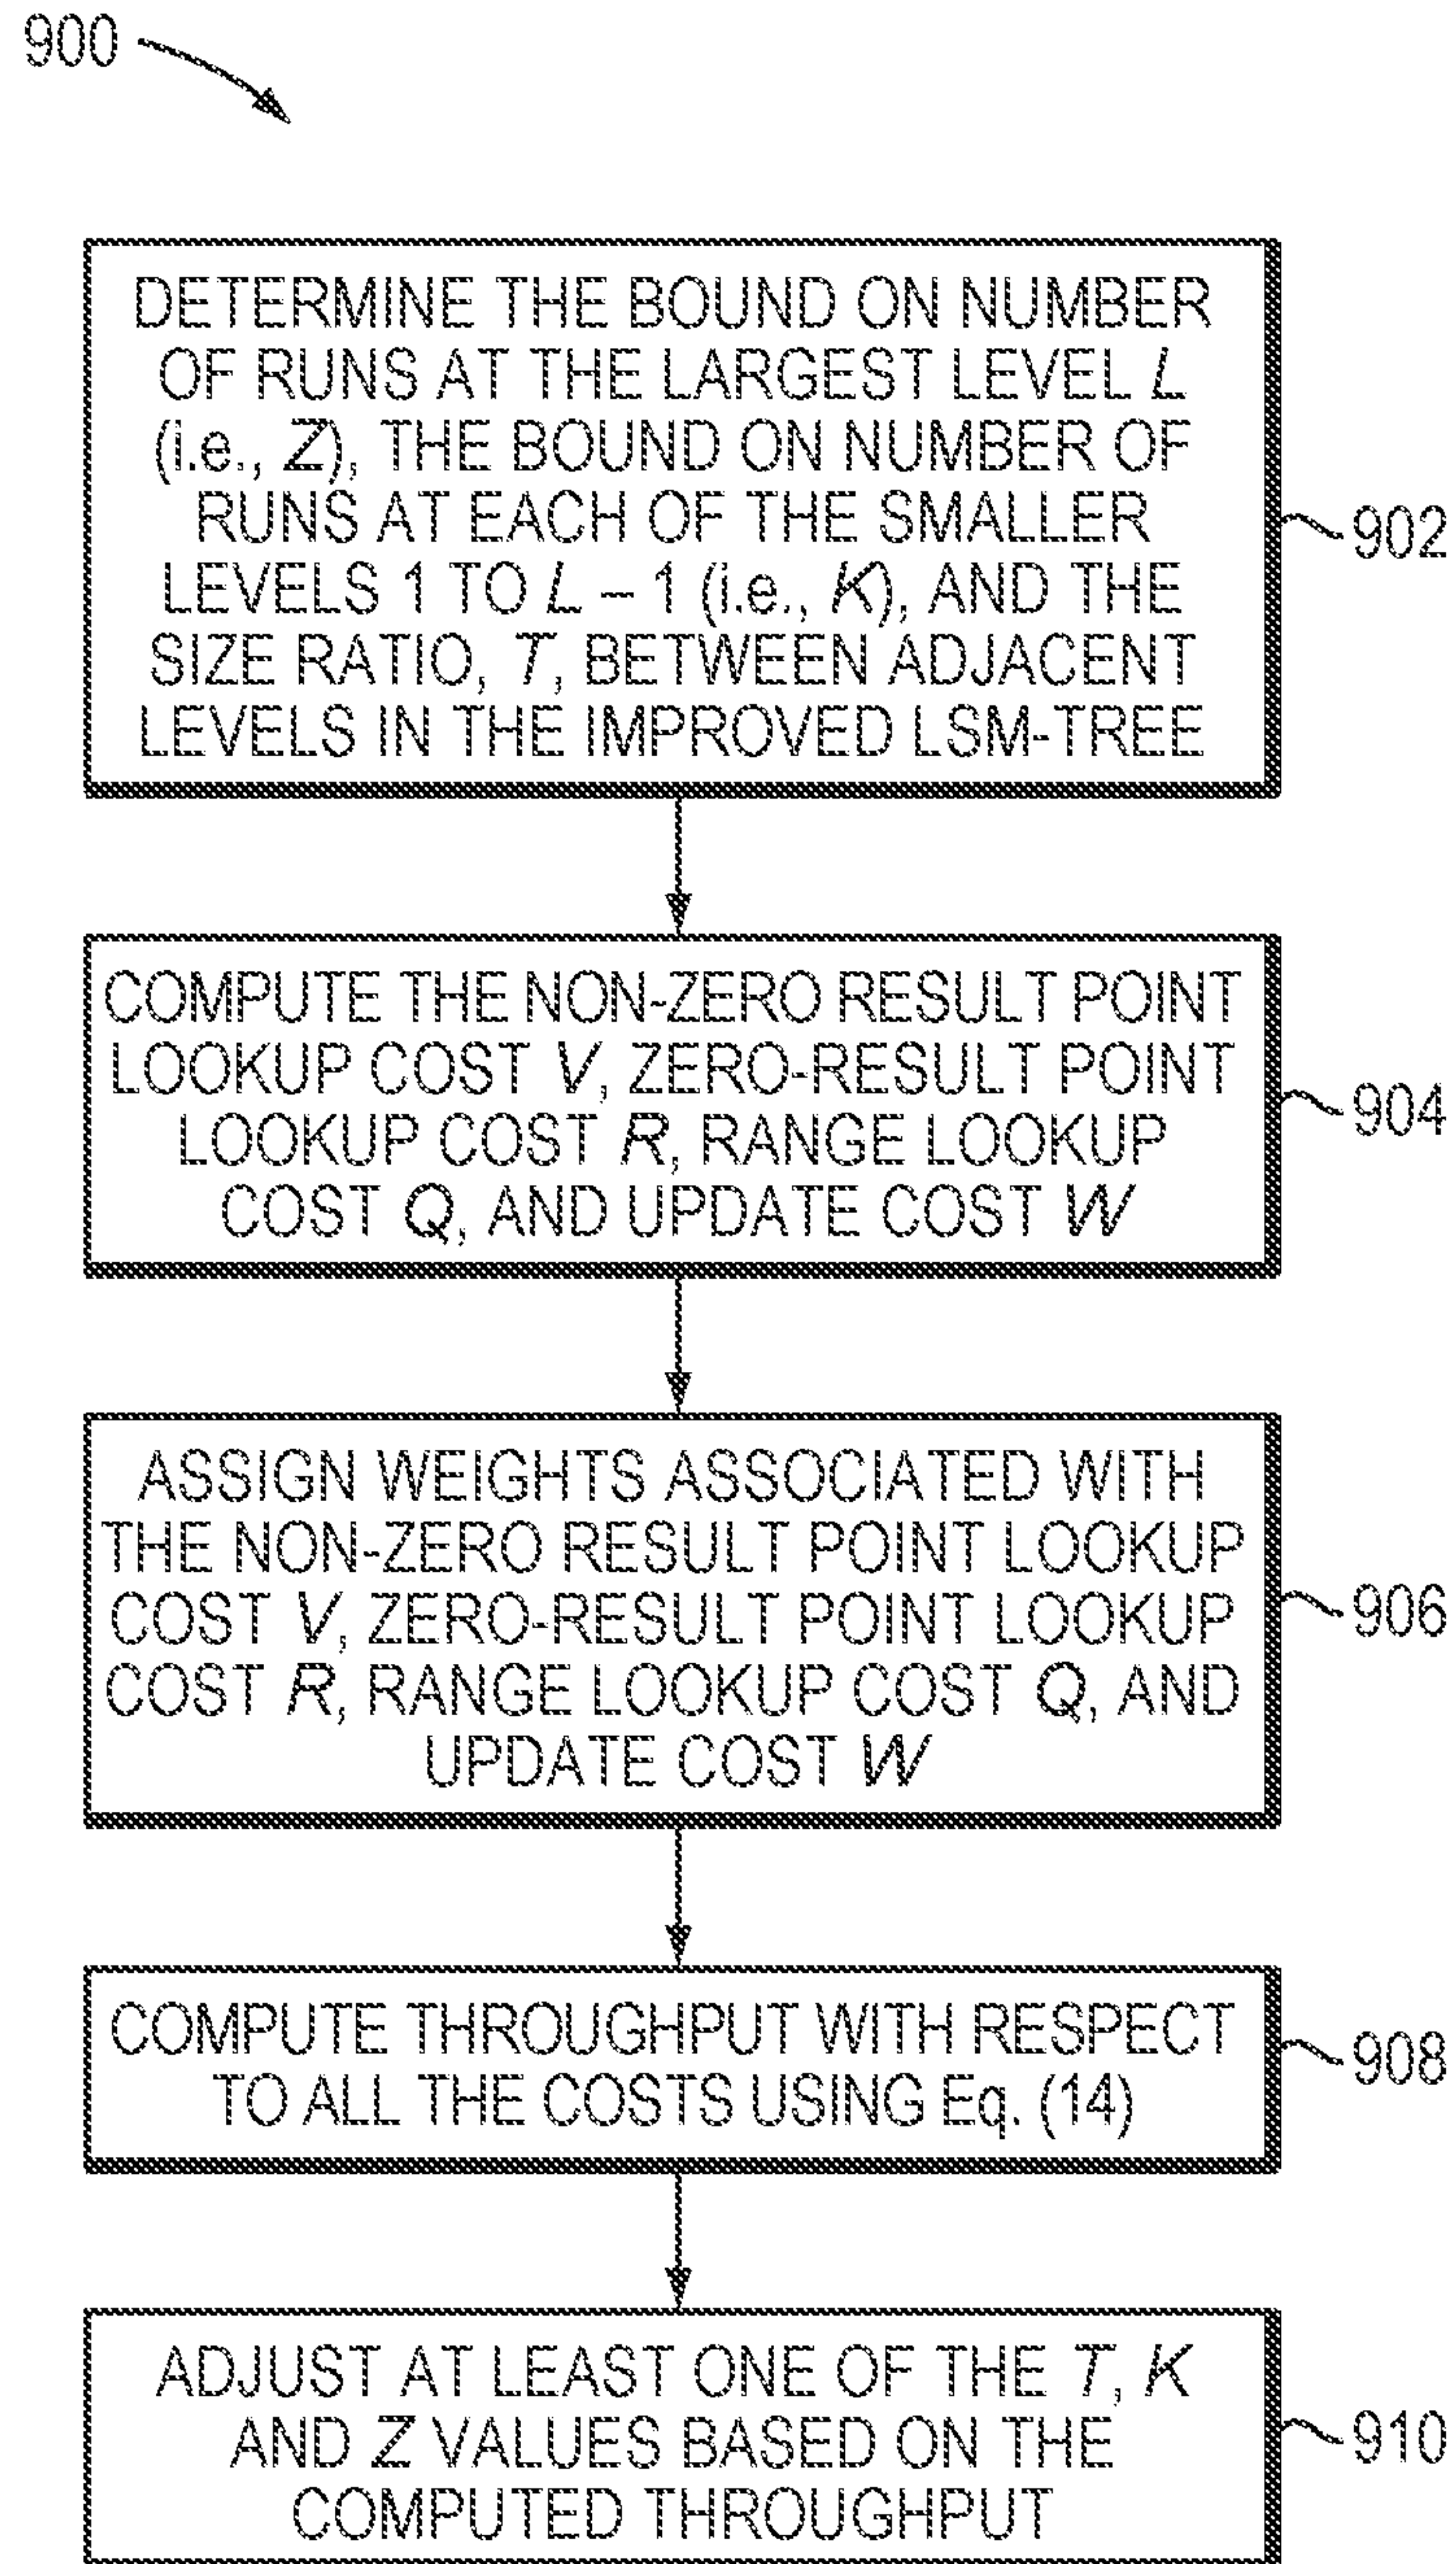 900
DETERMINE THE BOUND ON NUMBER
OF RUNS AT THE LARGEST LEVEL L
(i.e., Z), THE BOUND ON NUMBER OF
RUNS AT EACH OF THE SMALLER
LEVELS 1 TO L – 1 (i.e., K), AND THE
SIZE RATIO, T, BETWEEN ADJACENT
LEVELS IN THE IMPROVED LSM-TREE
902
COMPUTE THE NON-ZERO RESULT POINT
LOOKUP COST V, ZERO-RESULT POINT
LOOKUP COST R, RANGE LOOKUP
COST Q, AND UPDATE COST W
904
ASSIGN WEIGHTS ASSOCIATED WITH
THE NON-ZERO RESULT POINT LOOKUP
COST V, ZERO-RESULT POINT LOOKUP
COST R, RANGE LOOKUP COST Q, AND
UPDATE COST W
906
COMPUTE THROUGHPUT WITH RESPECT
TO ALL THE COSTS USING Eq. (14)
908
ADJUST AT LEAST ONE OF THE T, K
AND Z VALUES BASED ON THE
COMPUTED THROUGHPUT
910